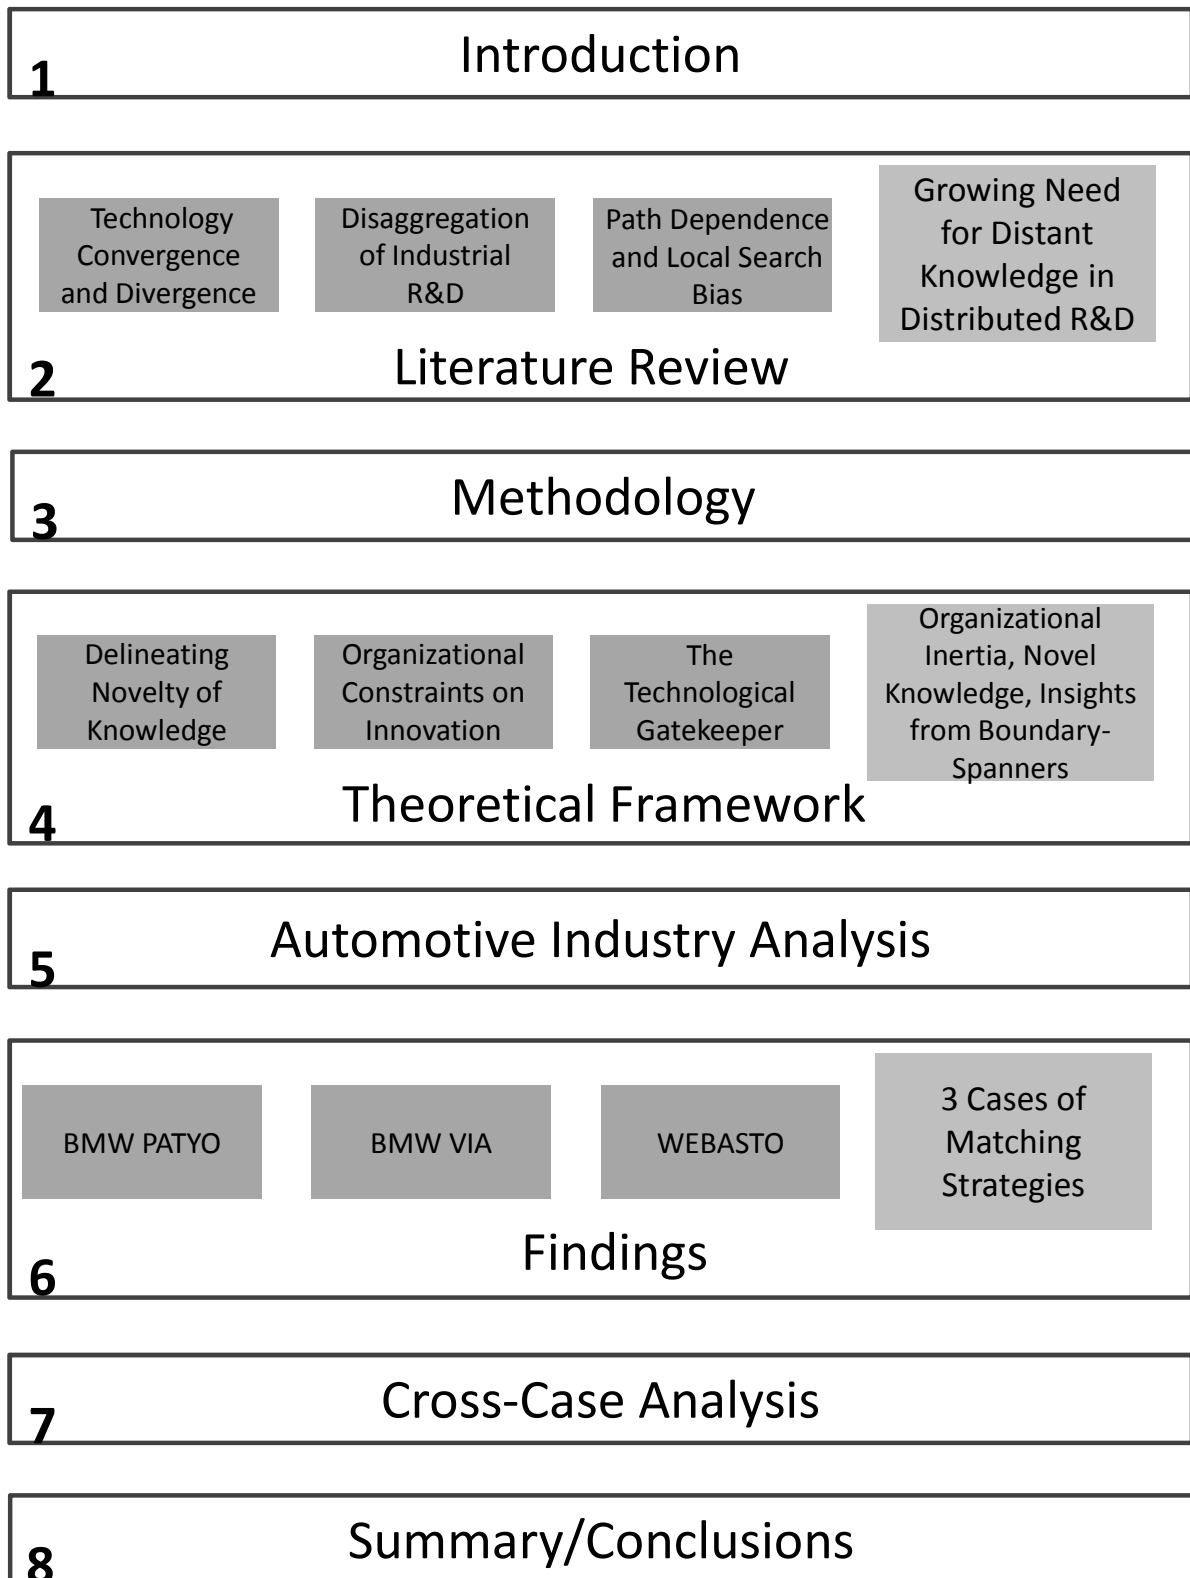 Introduction
1
Technology
Convergence
and Divergence
Disaggregation
of Industrial
R&D
Path Dependence
and Local Search
Bias
Growing Need
for Distant
Knowledge in
Distributed R&D
Literature Review
2
Methodology
3
Delineating
Novelty of
Knowledge
Organizational
Constraints on
Innovation
The
Technological
Gatekeeper
Organizational
Inertia, Novel
Knowledge, Insights
from Boundary-
Spanners
Theoretical Framework
4
Automotive Industry Analysis
5
BMW PATYO
BMW VIA
WEBASTO
3 Cases of
Matching
Strategies
Findings
6
Cross-Case Analysis
7
Summary/Conclusions
8